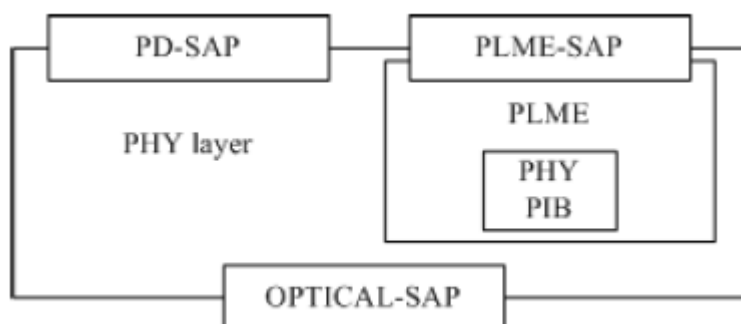 PD-SAP
PLME-SAP
PHY layer
PLME
PHY
PIB
OPTICAL-SAP